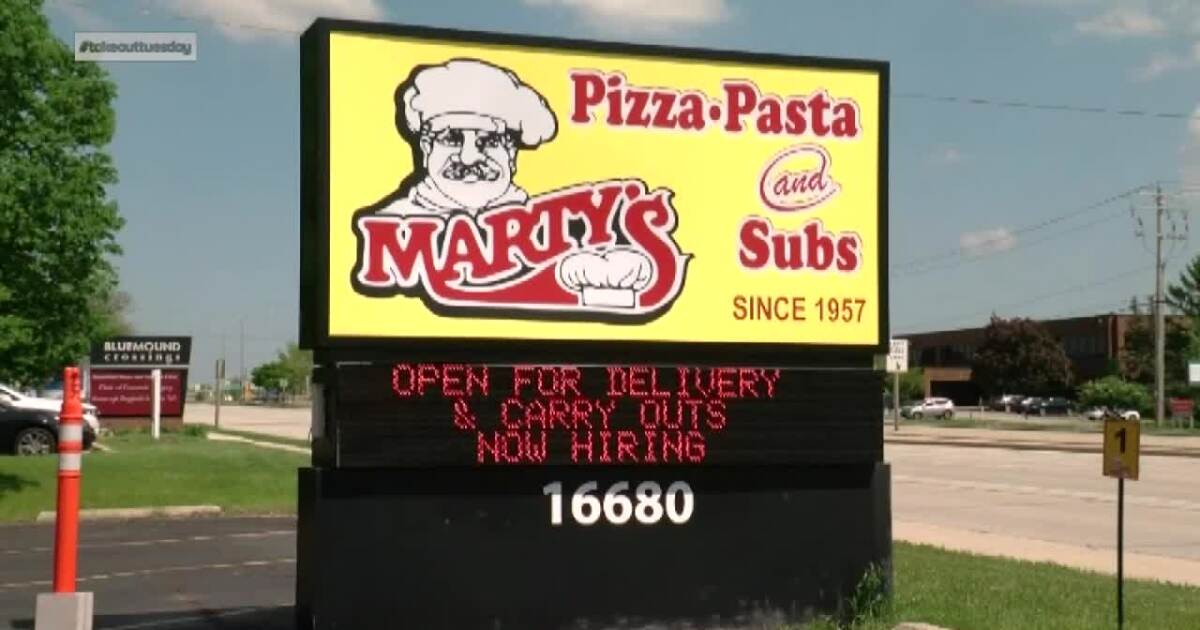 #takeouttuesday
Pizza•Pasta
and
Subs
MARTY'S
SINCE 1957
OPEN FOR DELIVERY
& CARRY OUTS
NOW HIRING
16680
BLUEMOUND
crossings
1